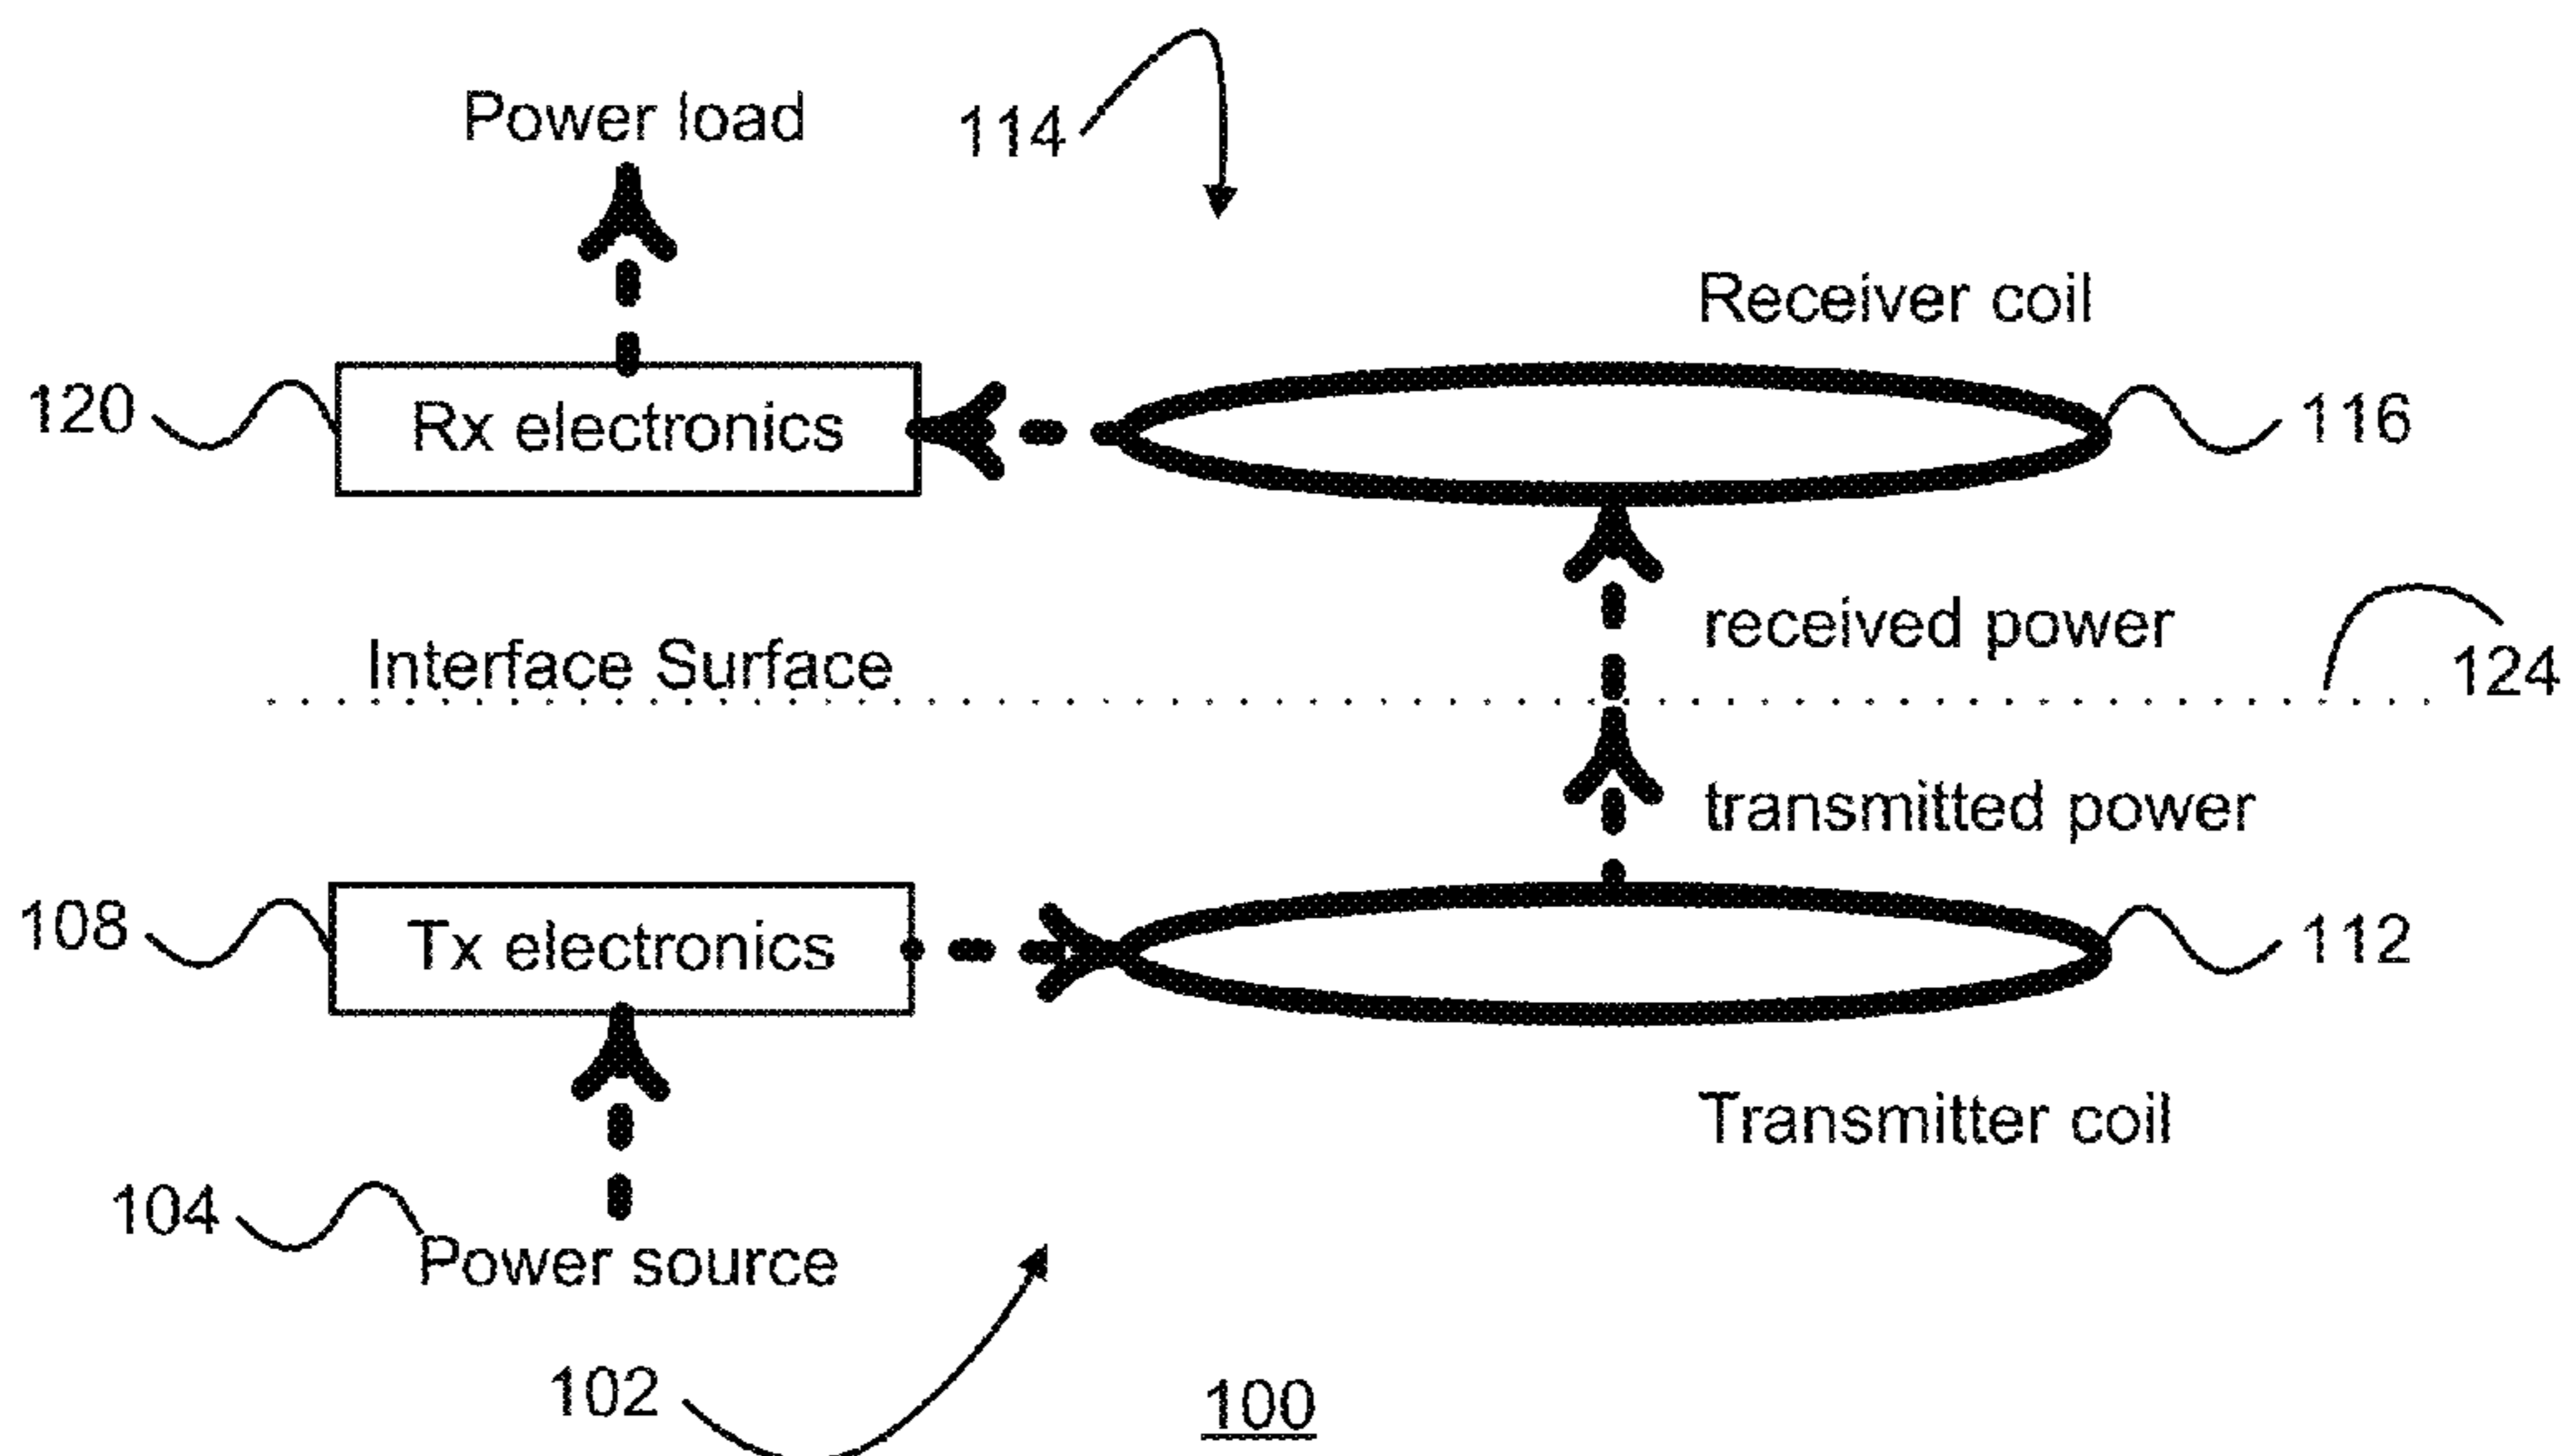 Power load
114
Receiver coil
120
Rx electronics
116
received power
Interface Surface
124
transmitted power
108
Tx electronics
112
Transmitter coil
104
Power source
102
100